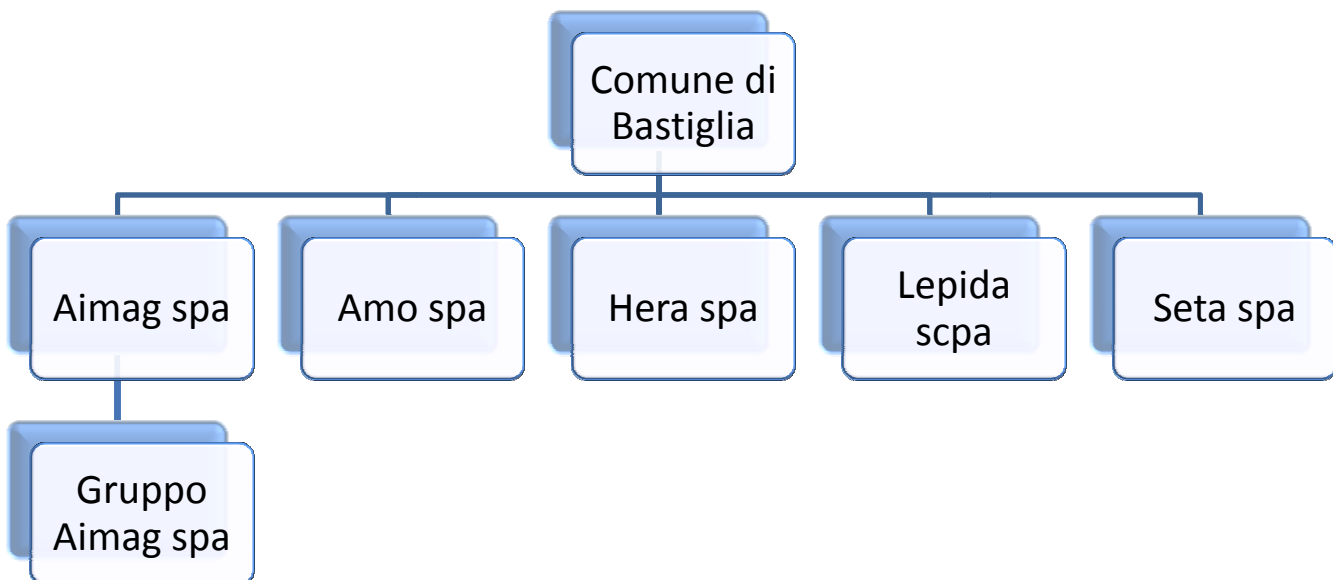 Comune di
Bastiglia
Aimag spa
Amo spa
Hera spa
Lepida
scpa
Seta spa
Gruppo
Aimag spa